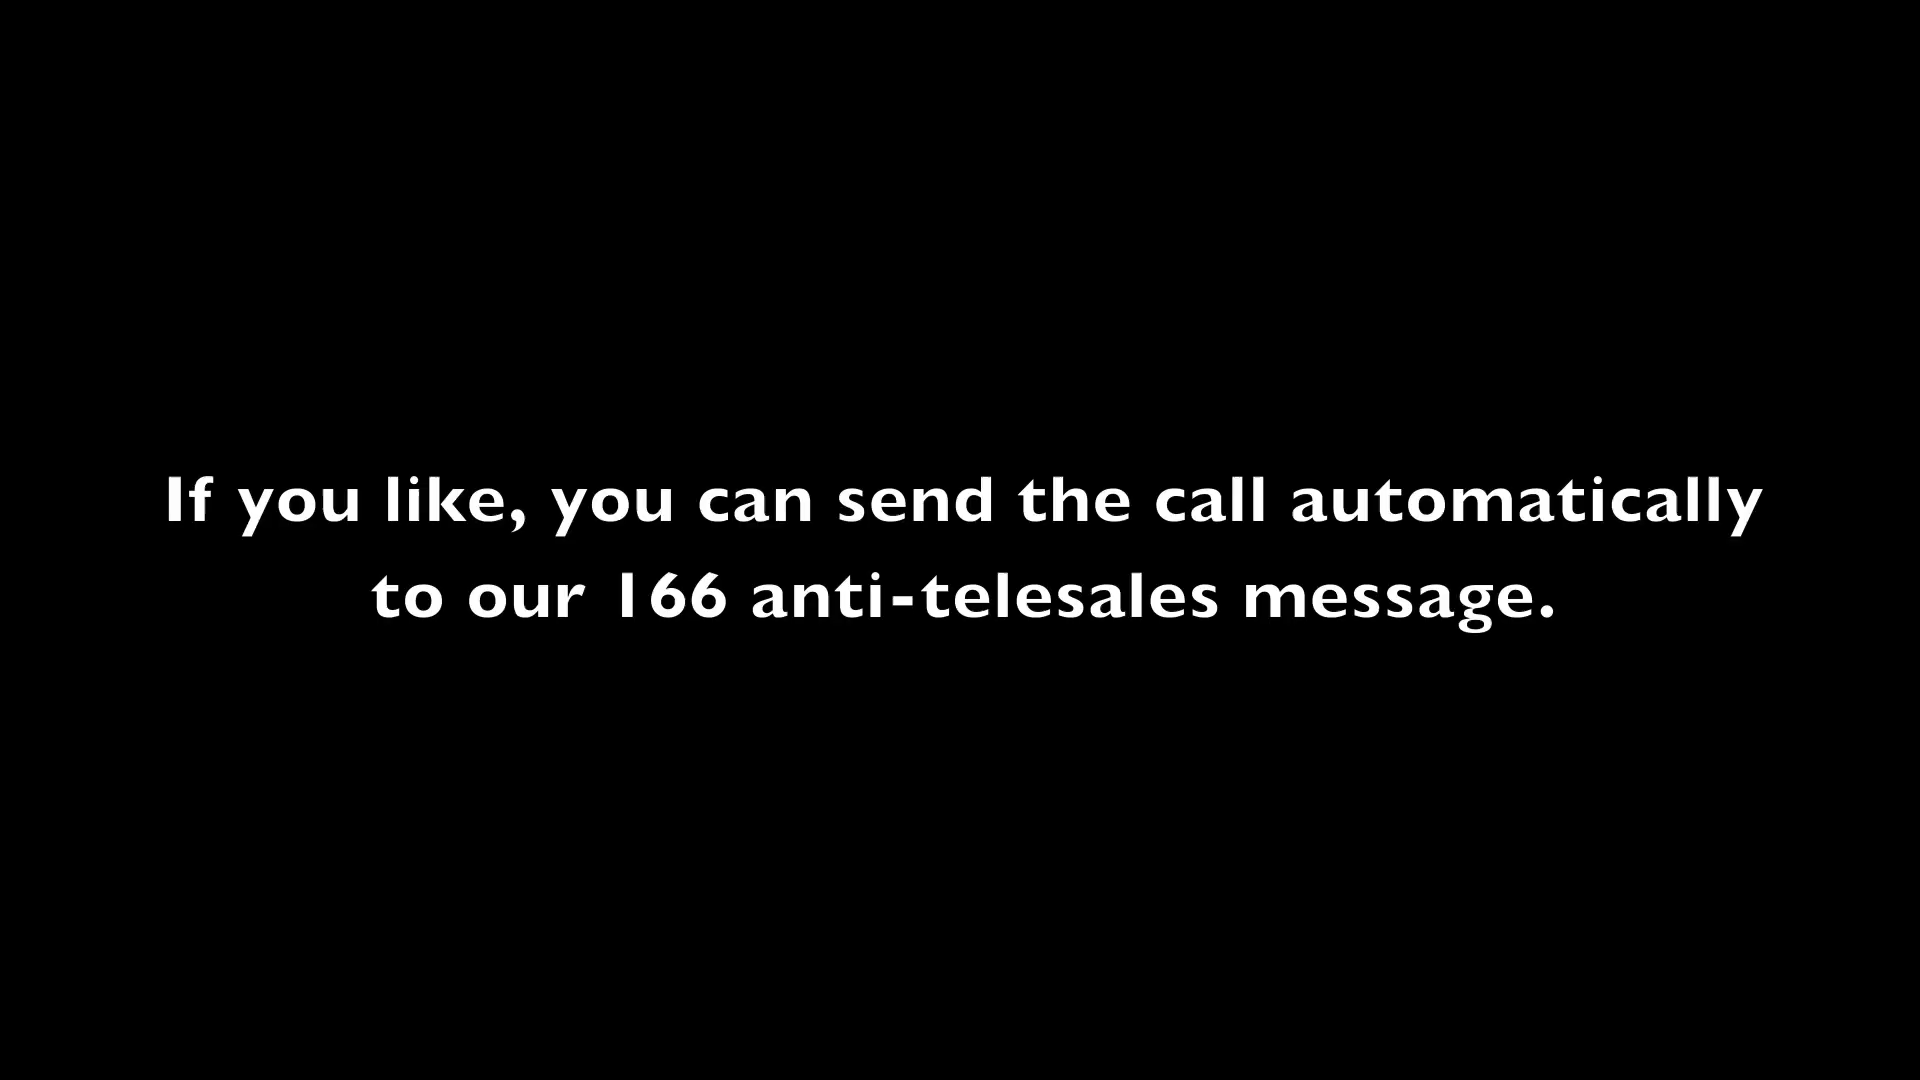 If you like, you can send the call automatically
to our 166 anti-telesales message.